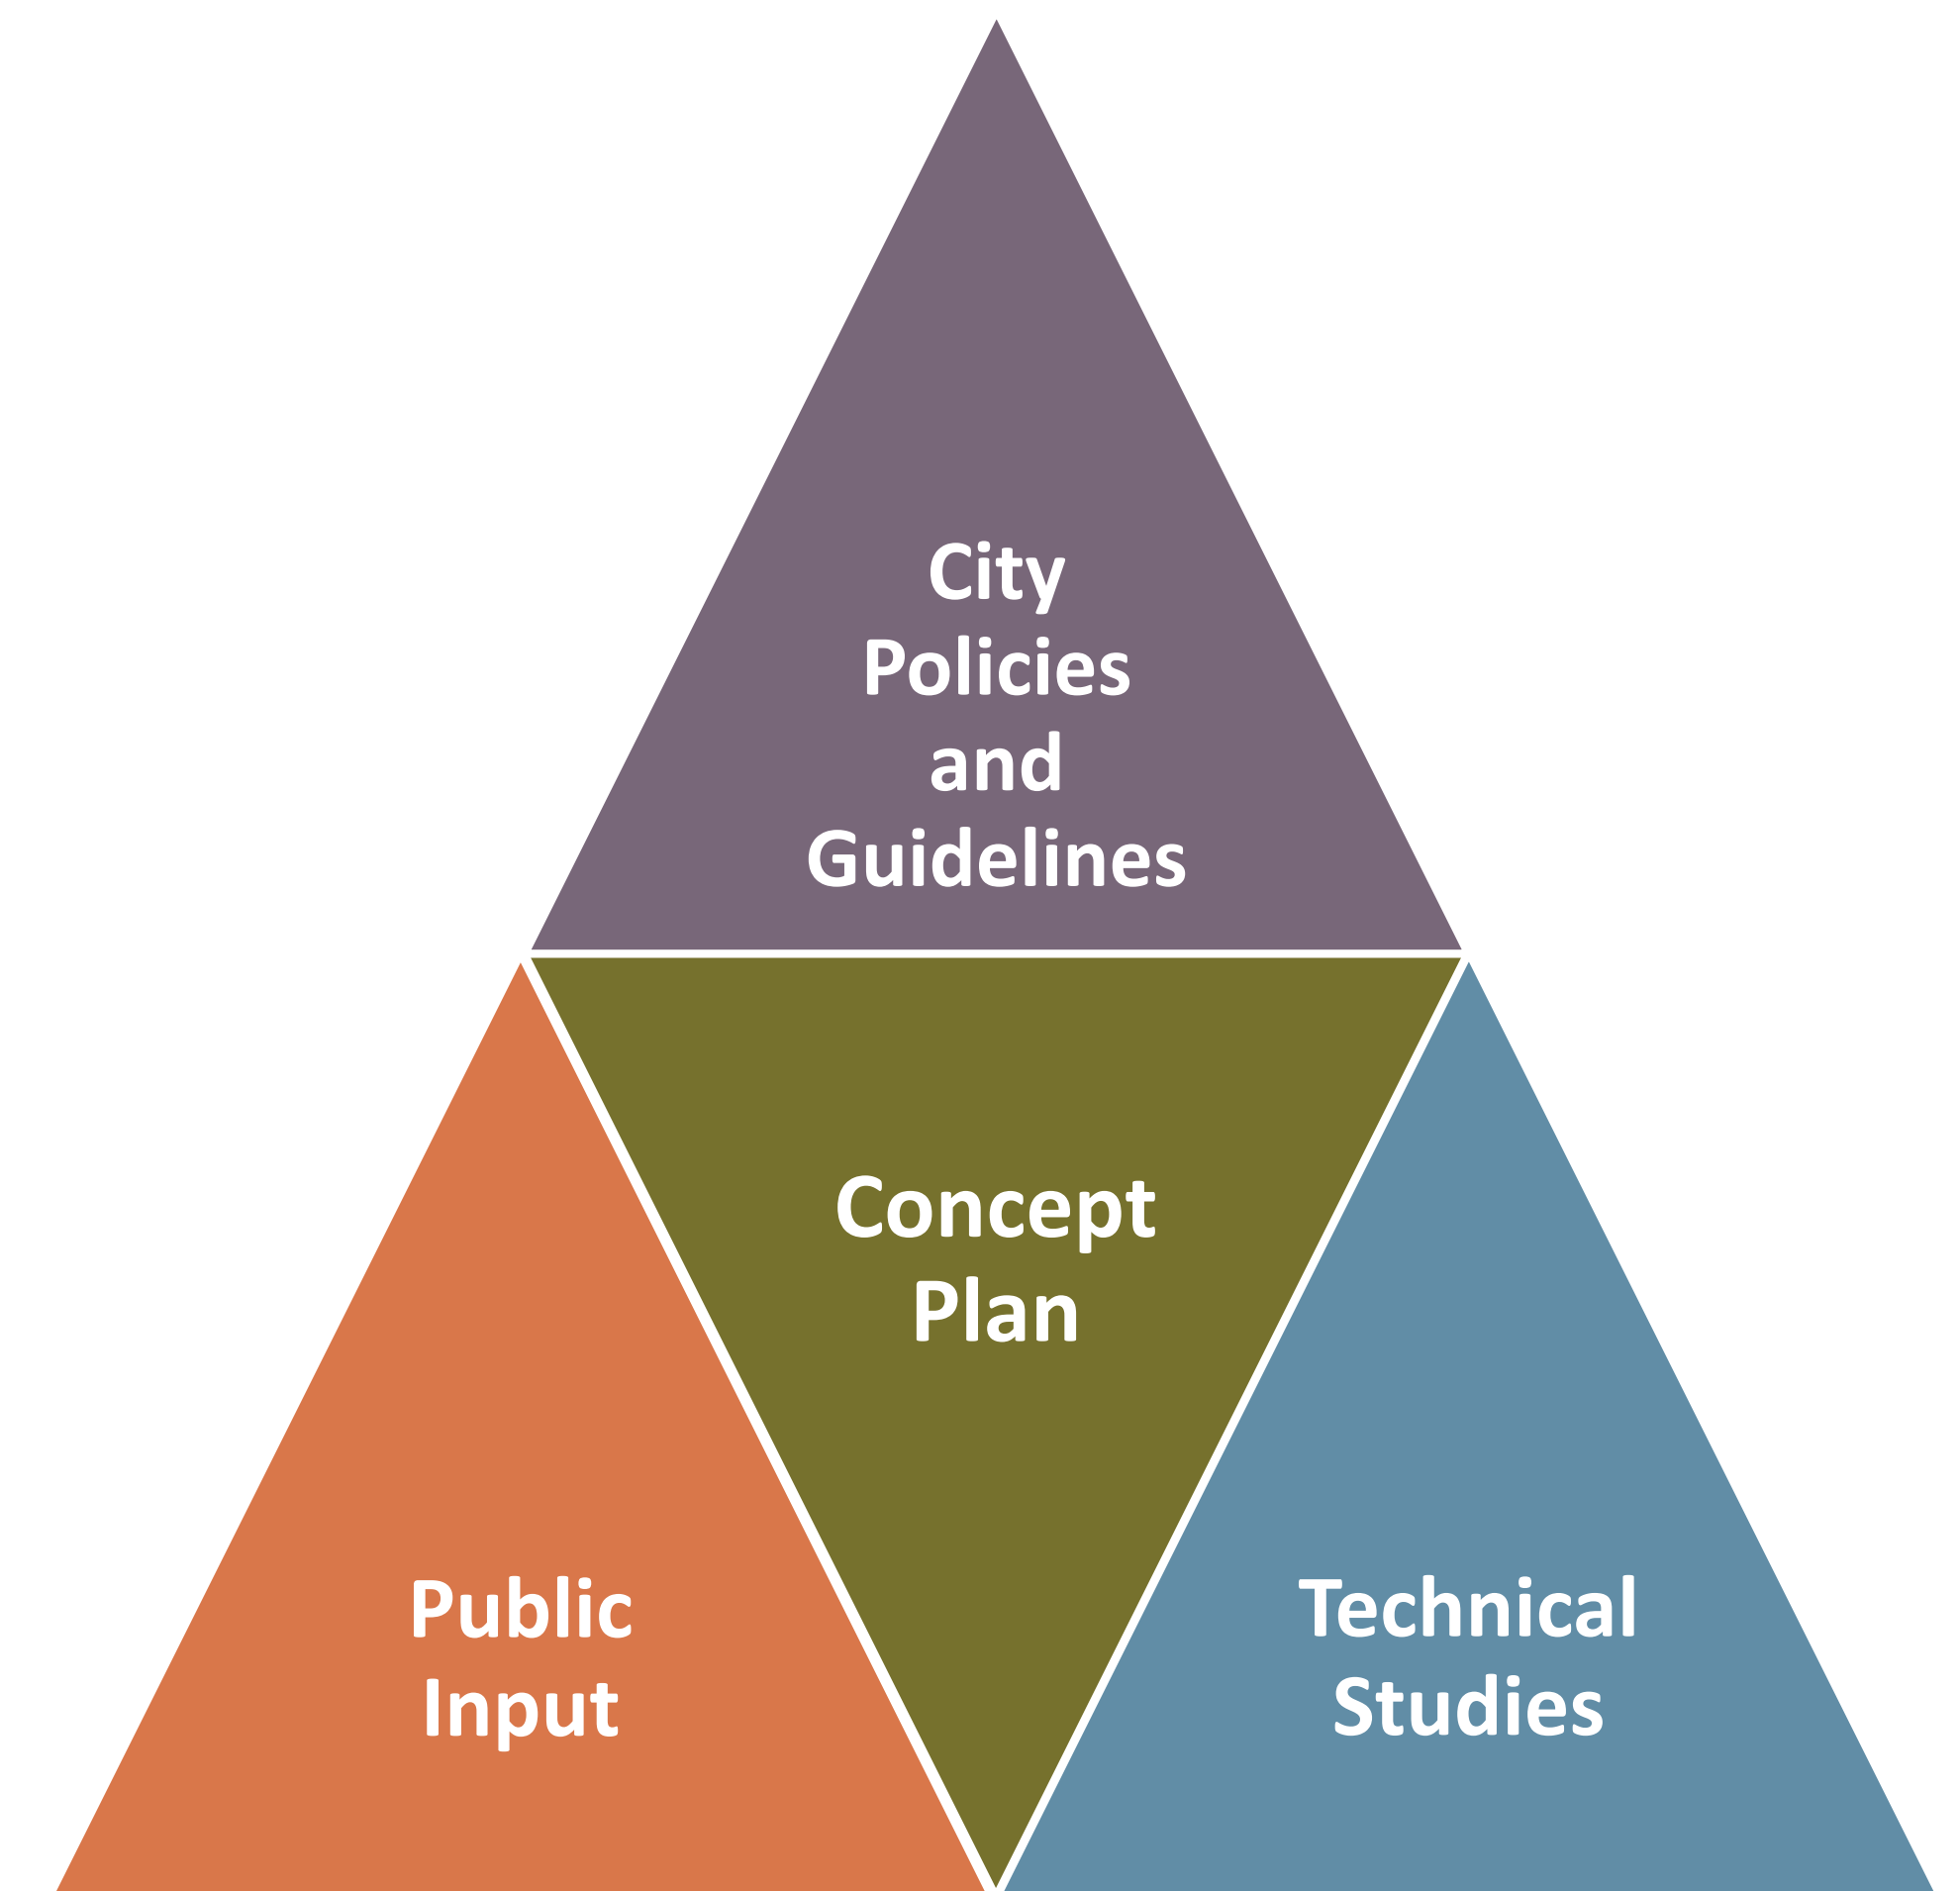 City
Policies
and
Guidelines
Concept
Plan
Public
Input
Technical
Studies